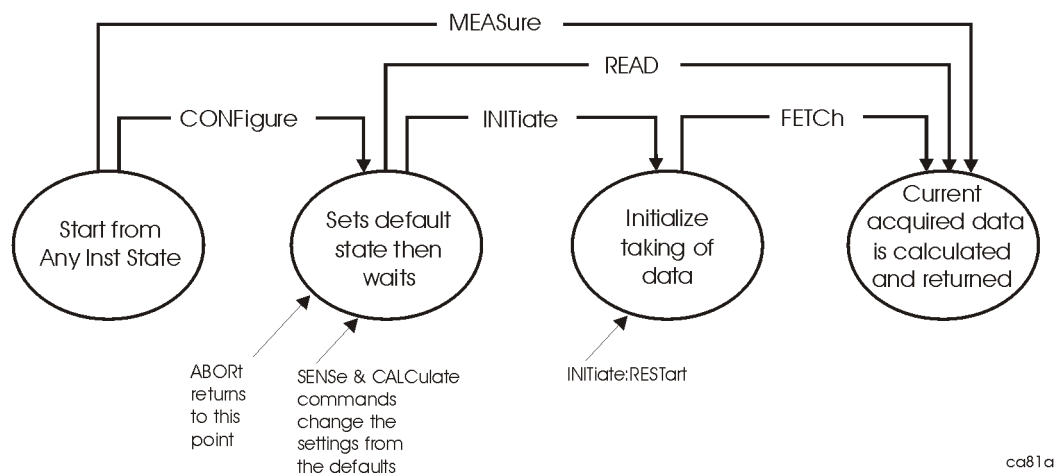 MEASure
READ
CONFigure
INITiate
FETCh
Start from
Any Inst State
Sets default
state then
waits
Initialize
taking of
data
Current
acquired data
is calculated
and returned
ABORt
returns
to this
point
SENSe & CALCulate
commands
change the
settings from
the defaults
INITiate:RESTart
ca81a